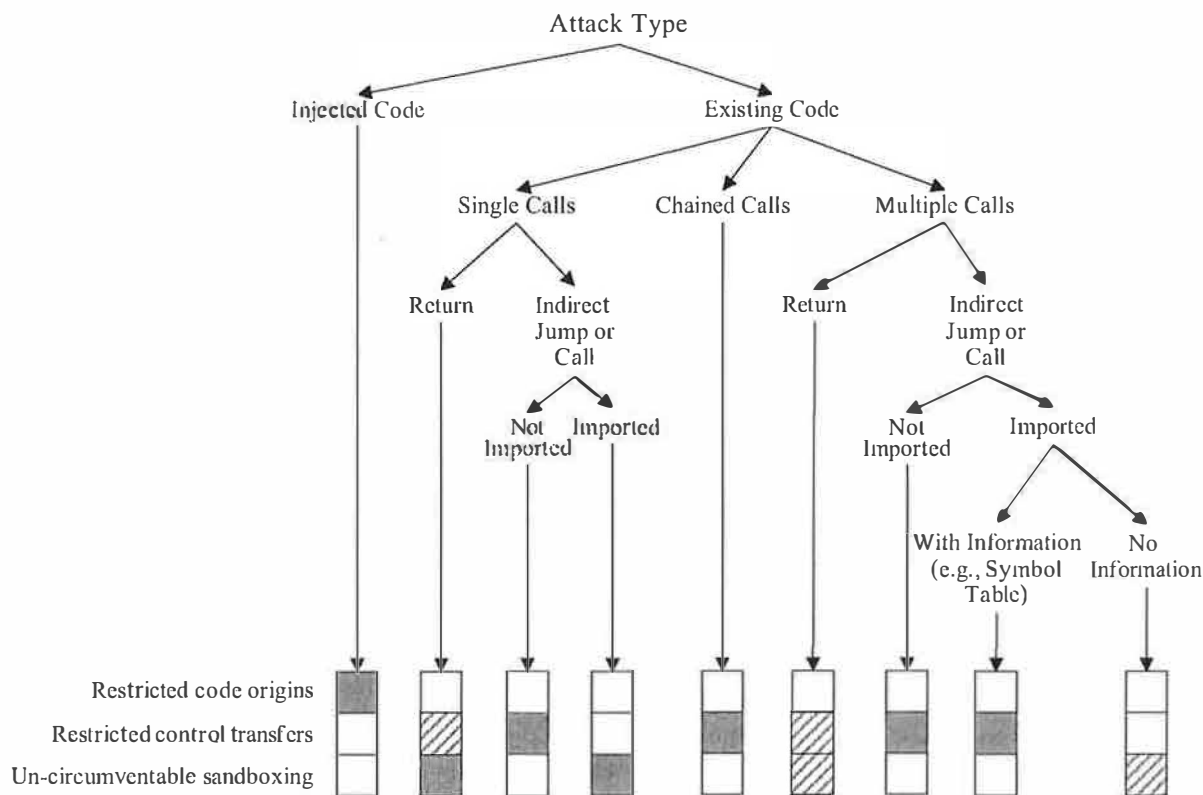 Attack Type
Injected Code
Existing Code
Single Calls
Chained Calls
Multiple Calls
Return
Indirect
Jump or
Call
Return
Indirect
Jump or
Call
Not
Imported
Imported
Not
Imported
Imported
With Information
(e.g., Symbol
Table)
No
Information
Restricted code origins
Restricted control transfers
Un-circumventable sandboxing